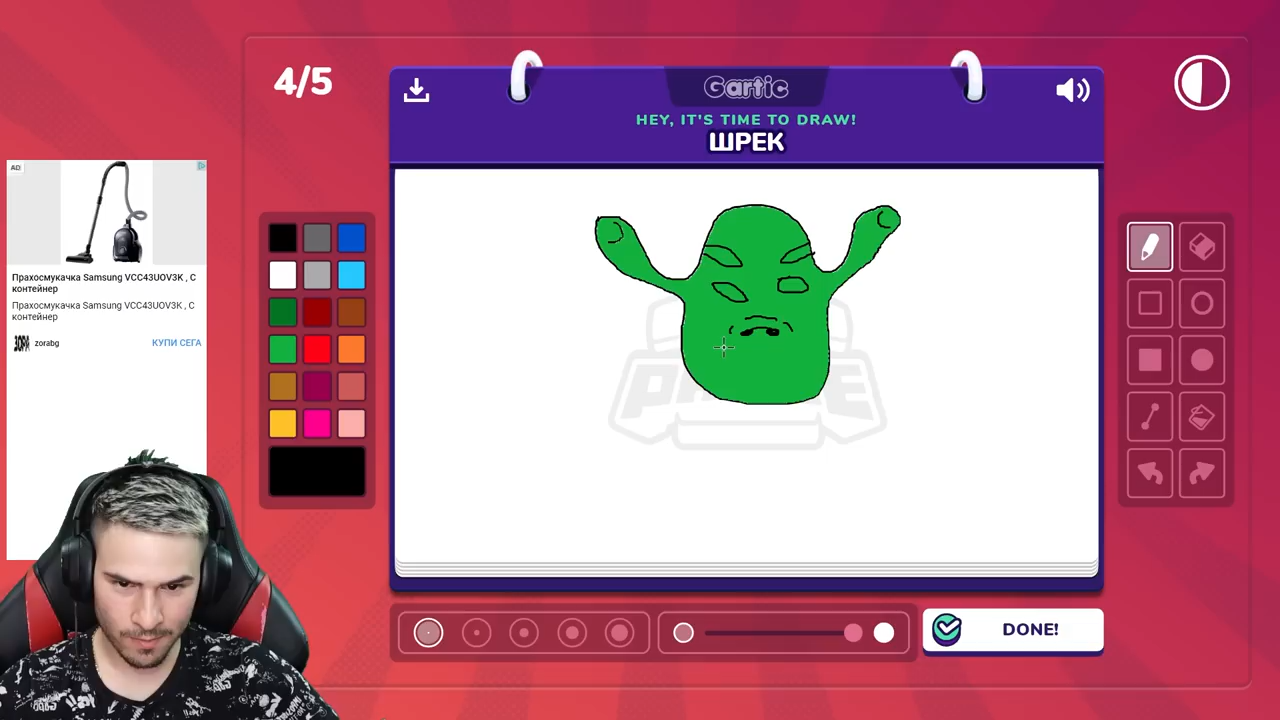 4/5
Gartic
HEY, IT'S TIME TO DRAW!
ШРЕК
AD
Прахосмукачка Samsung VCC43UOV3K , С
контейнер
Прахосмукачка Samsung VCC43UOV3K , С
контейнер
zorabg
КУПИ СЕГА
DONE!